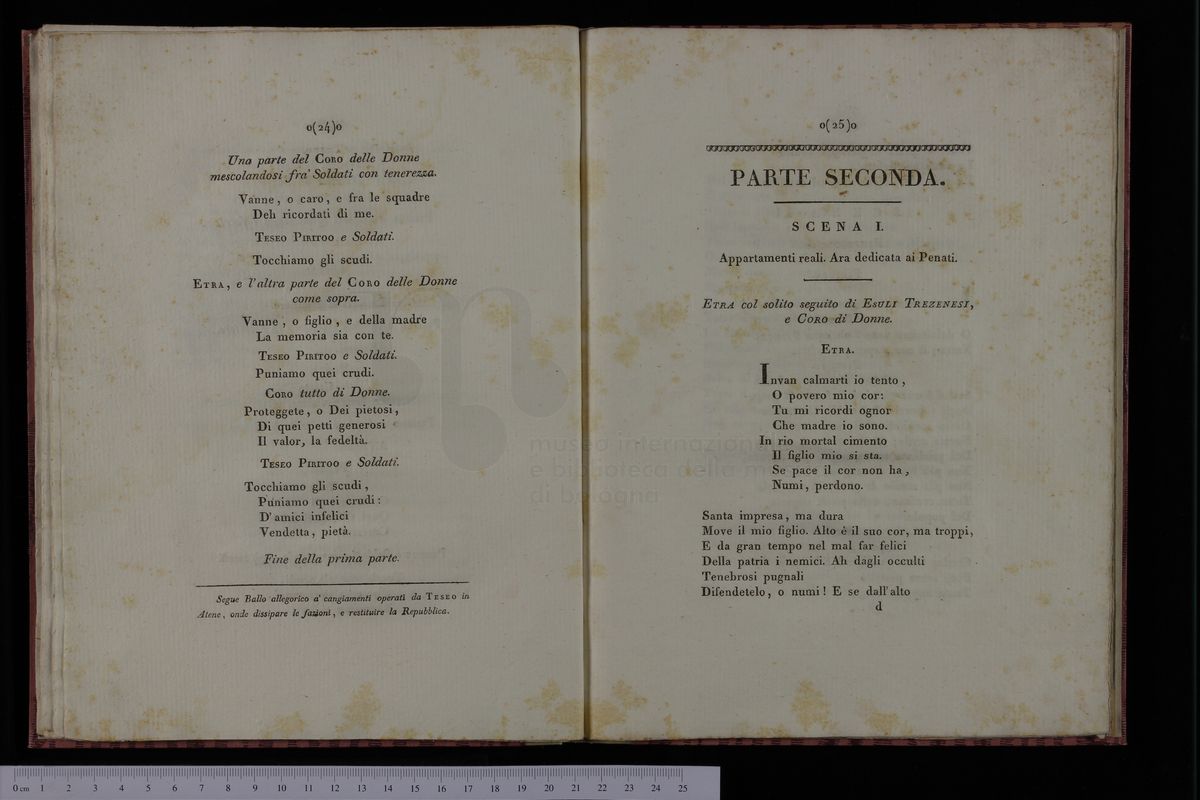 o(24)o
Una parte del CORO delle Donne
mescolandosi fra' Soldati con tenerezza.
Vanne, o caro, e fra le squadre
Deh ricordati di me.
TESEO PIRITOO e Soldati.
Tocchiamo gli scudi.
ETRA, e l'altra parte del CORO delle Donne
come sopra.
Vanne, o figlio, e della madre
La memoria sia con te.
TESEO PIRITOO e Soldati.
Puniamo quei crudi.
CORO tutto di Donne.
Proteggete, o Dei pietosi,
Di quei petti generosi
Il valor, la fedeltà.
TESEO PIRITOO e Soldati.
Tocchiamo gli scudi,
Puniamo quei crudi:
D'amici infelici
Vendetta, pietà.
Fine della prima parte.
Segue Ballo allegorico a' cangiamenti operati da TESEO in
Atene, onde dissipare le fazioni, e restituire la Repubblica.
o(25)o
PARTE SECONDA.
SCENA I.
Appartamenti reali. Ara dedicata ai Penati.
ETRA col solito seguito di ESULI TREZENESI,
e CORO di Donne.
ETRA.
Invan calmarti io tento,
O povero mio cor:
Tu mi ricordi ognor
Che madre io sono.
In rio mortal cimento
Il figlio mio si sta.
Se pace il cor non ha,
Numi, perdono.
Santa impresa, ma dura
Move il mio figlio. Alto è il suo cor, ma troppi,
E da gran tempo nel mal far felici
Della patria i nemici. Ah dagli occulti
Tenebrosi pugnali
Difendetelo, o numi! E se dall'alto
d
museo internazionale
e biblioteca della m
di bologna
0 cm 1 2 3 4 5 6 7 8 9 10 11 12 13 14 15 16 17 18 19 20 21 22 23 24 25